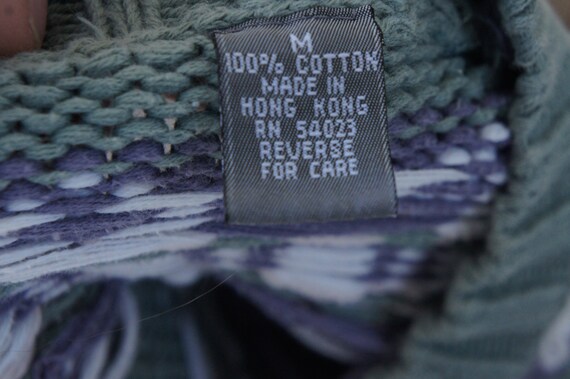 M
100% COTTON
MADE IN
HONG KONG
RN 54023
REVERSE
FOR CARE